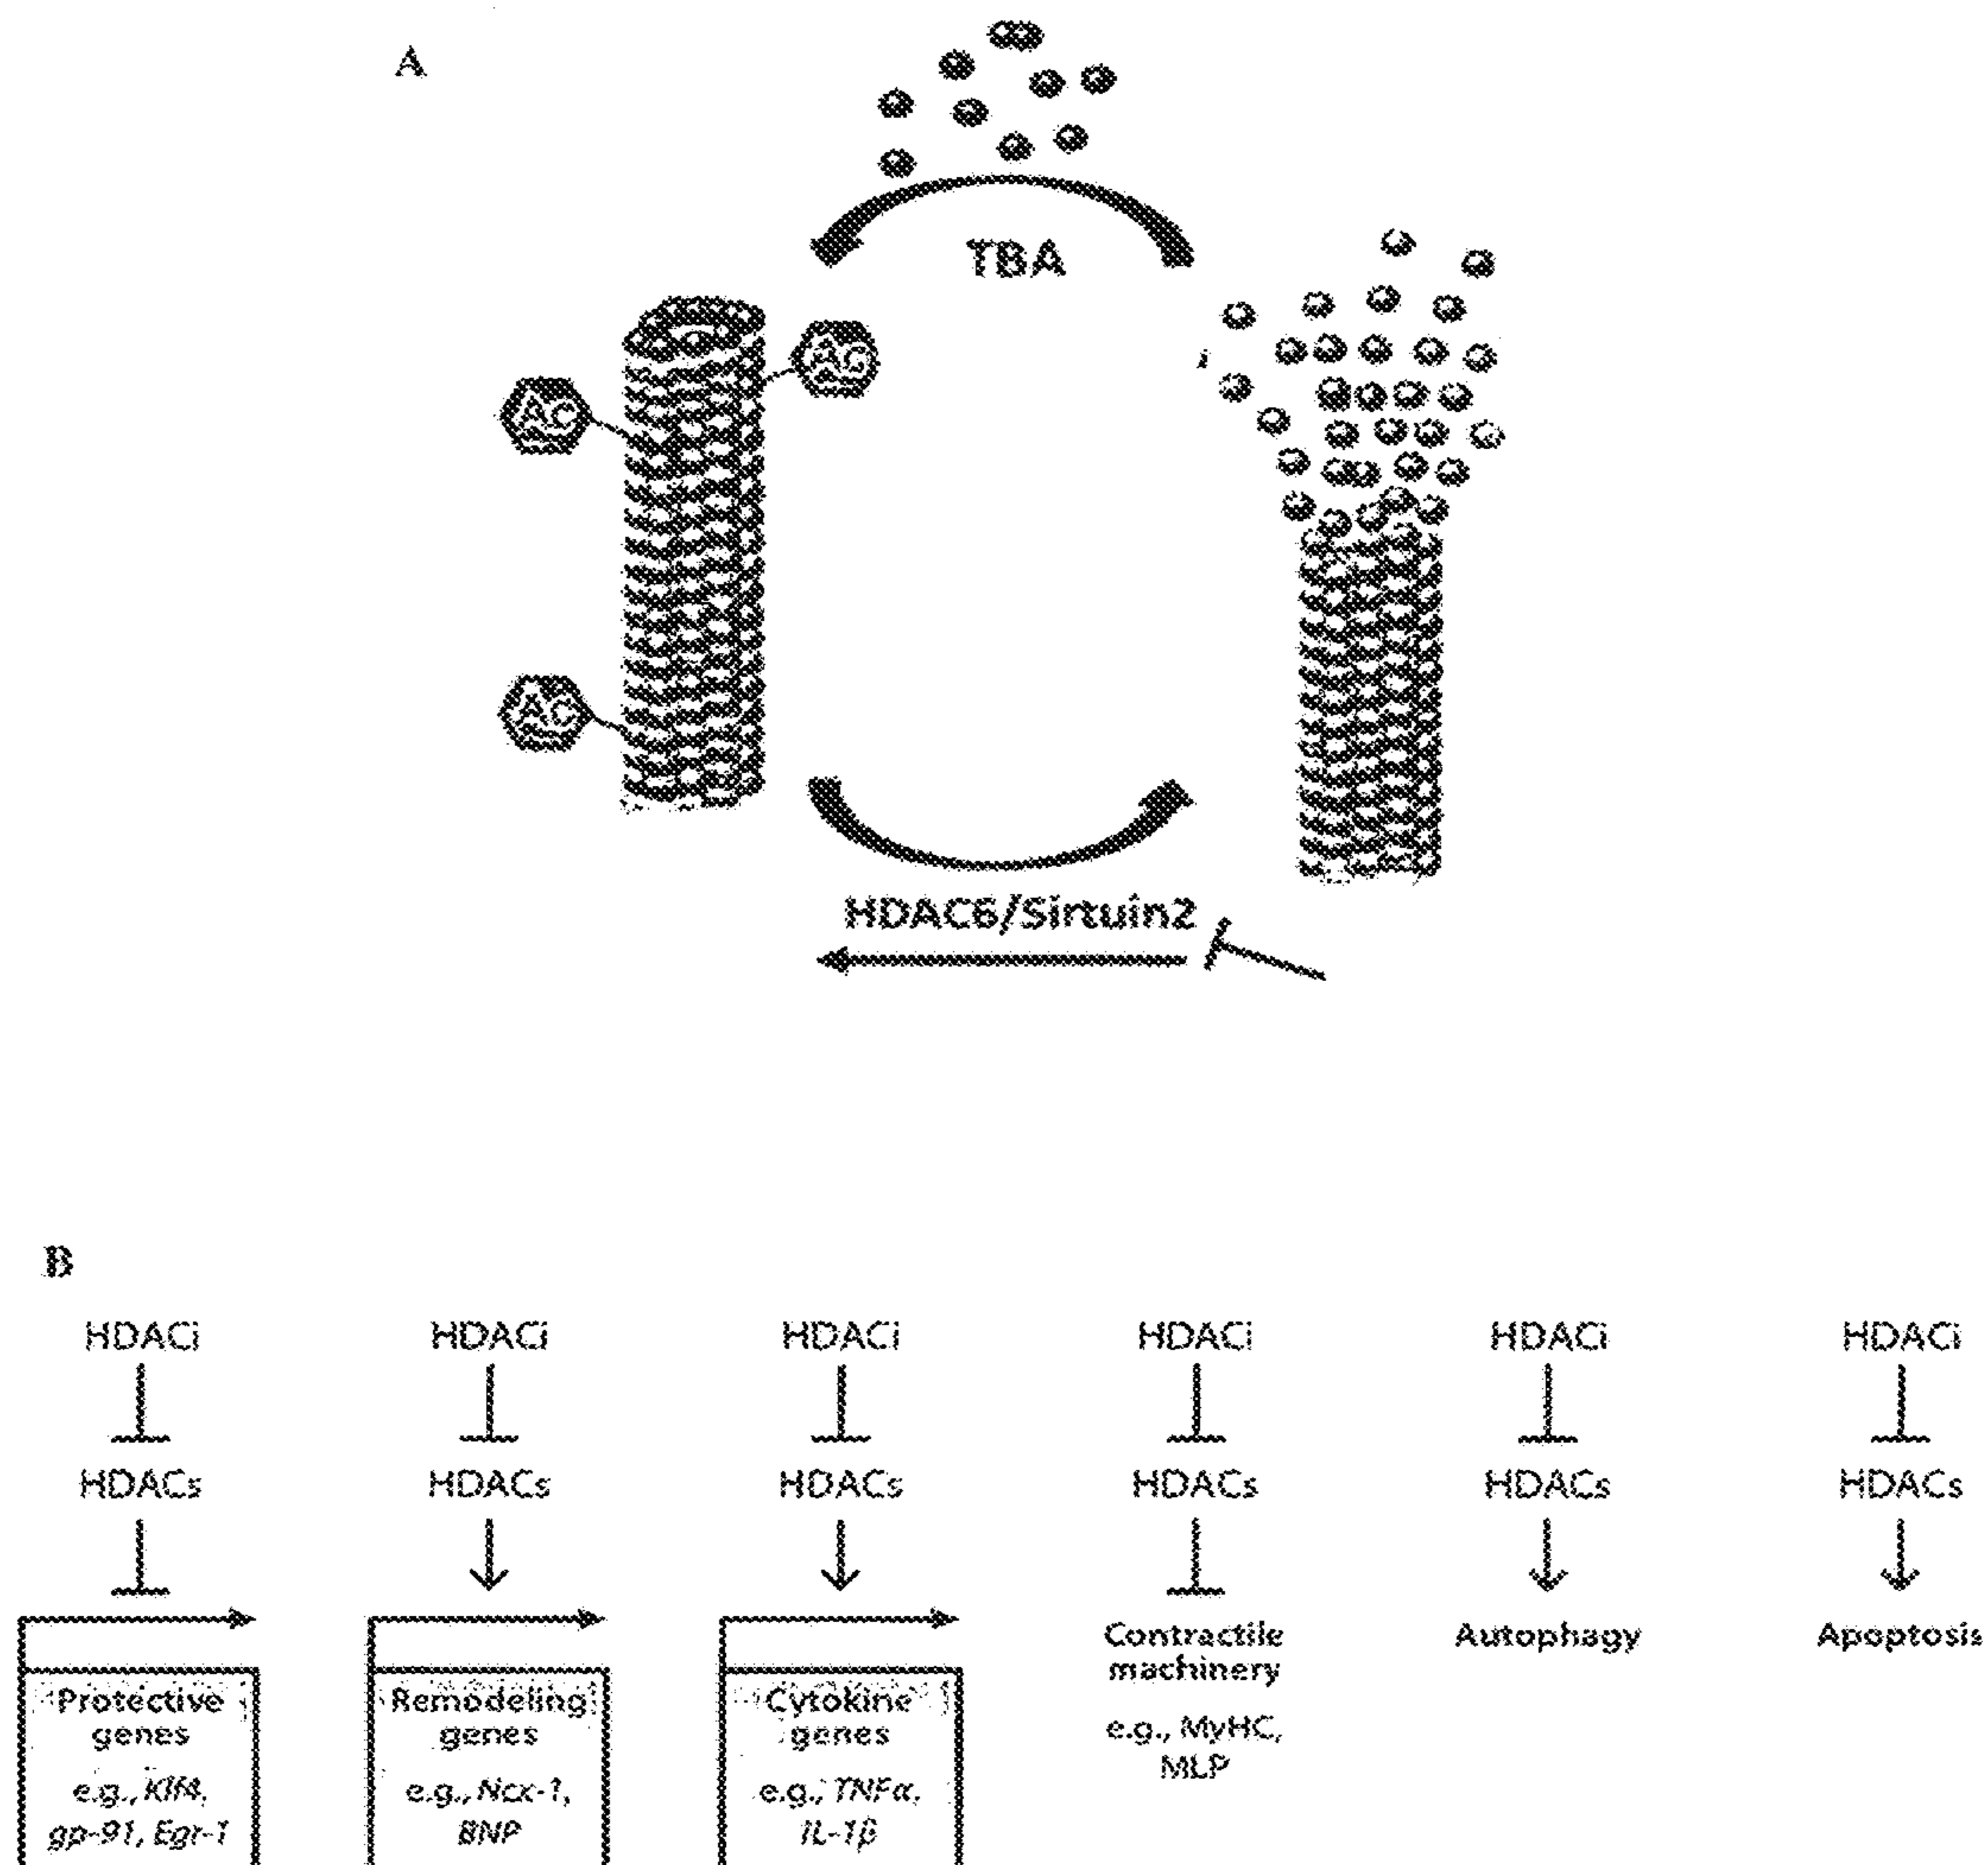 A
TBA
Ac
Ac
Ac
HDAC6/Sirtuin2
B
HDACi HDACi HDACi HDACi HDACi HDACi
HDACs HDACs HDACs HDACs HDACs HDACs
Protective genes
e.g., Klf4,
gp-91, Egr-1
Remodeling genes
e.g., Ncx-1,
BNP
Cytokine genes
e.g., TNFα,
IL-1β
Contractile
machinery
e.g., MyHC,
MLP
Autophagy
Apoptosis